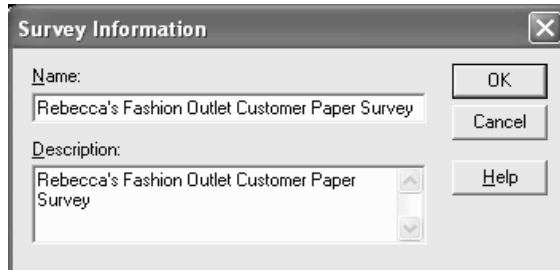 Survey Information
Name:
OK
Rebecca's Fashion Outlet Customer Paper Survey
Cancel
Description:
Rebecca's Fashion Outlet Customer Paper
Survey
Help